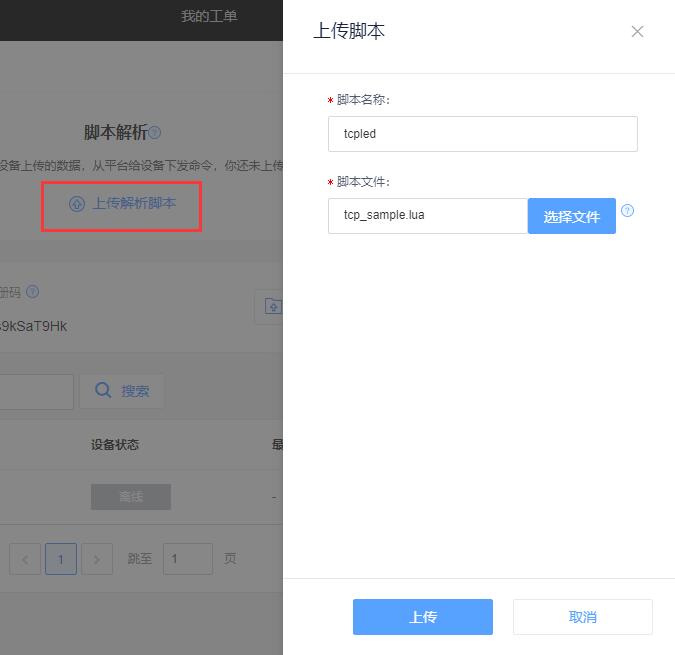 我的工单
脚本解析
设备上传的数据，从平台给设备下发命令，你还未上传
上传解析脚本
册码
s9kSaT9Hk
搜索
设备状态
最
离线
-
1
跳至
1
页
上传脚本
* 脚本名称：
tcpled
* 脚本文件：
tcp_sample.lua
选择文件
上传
取消